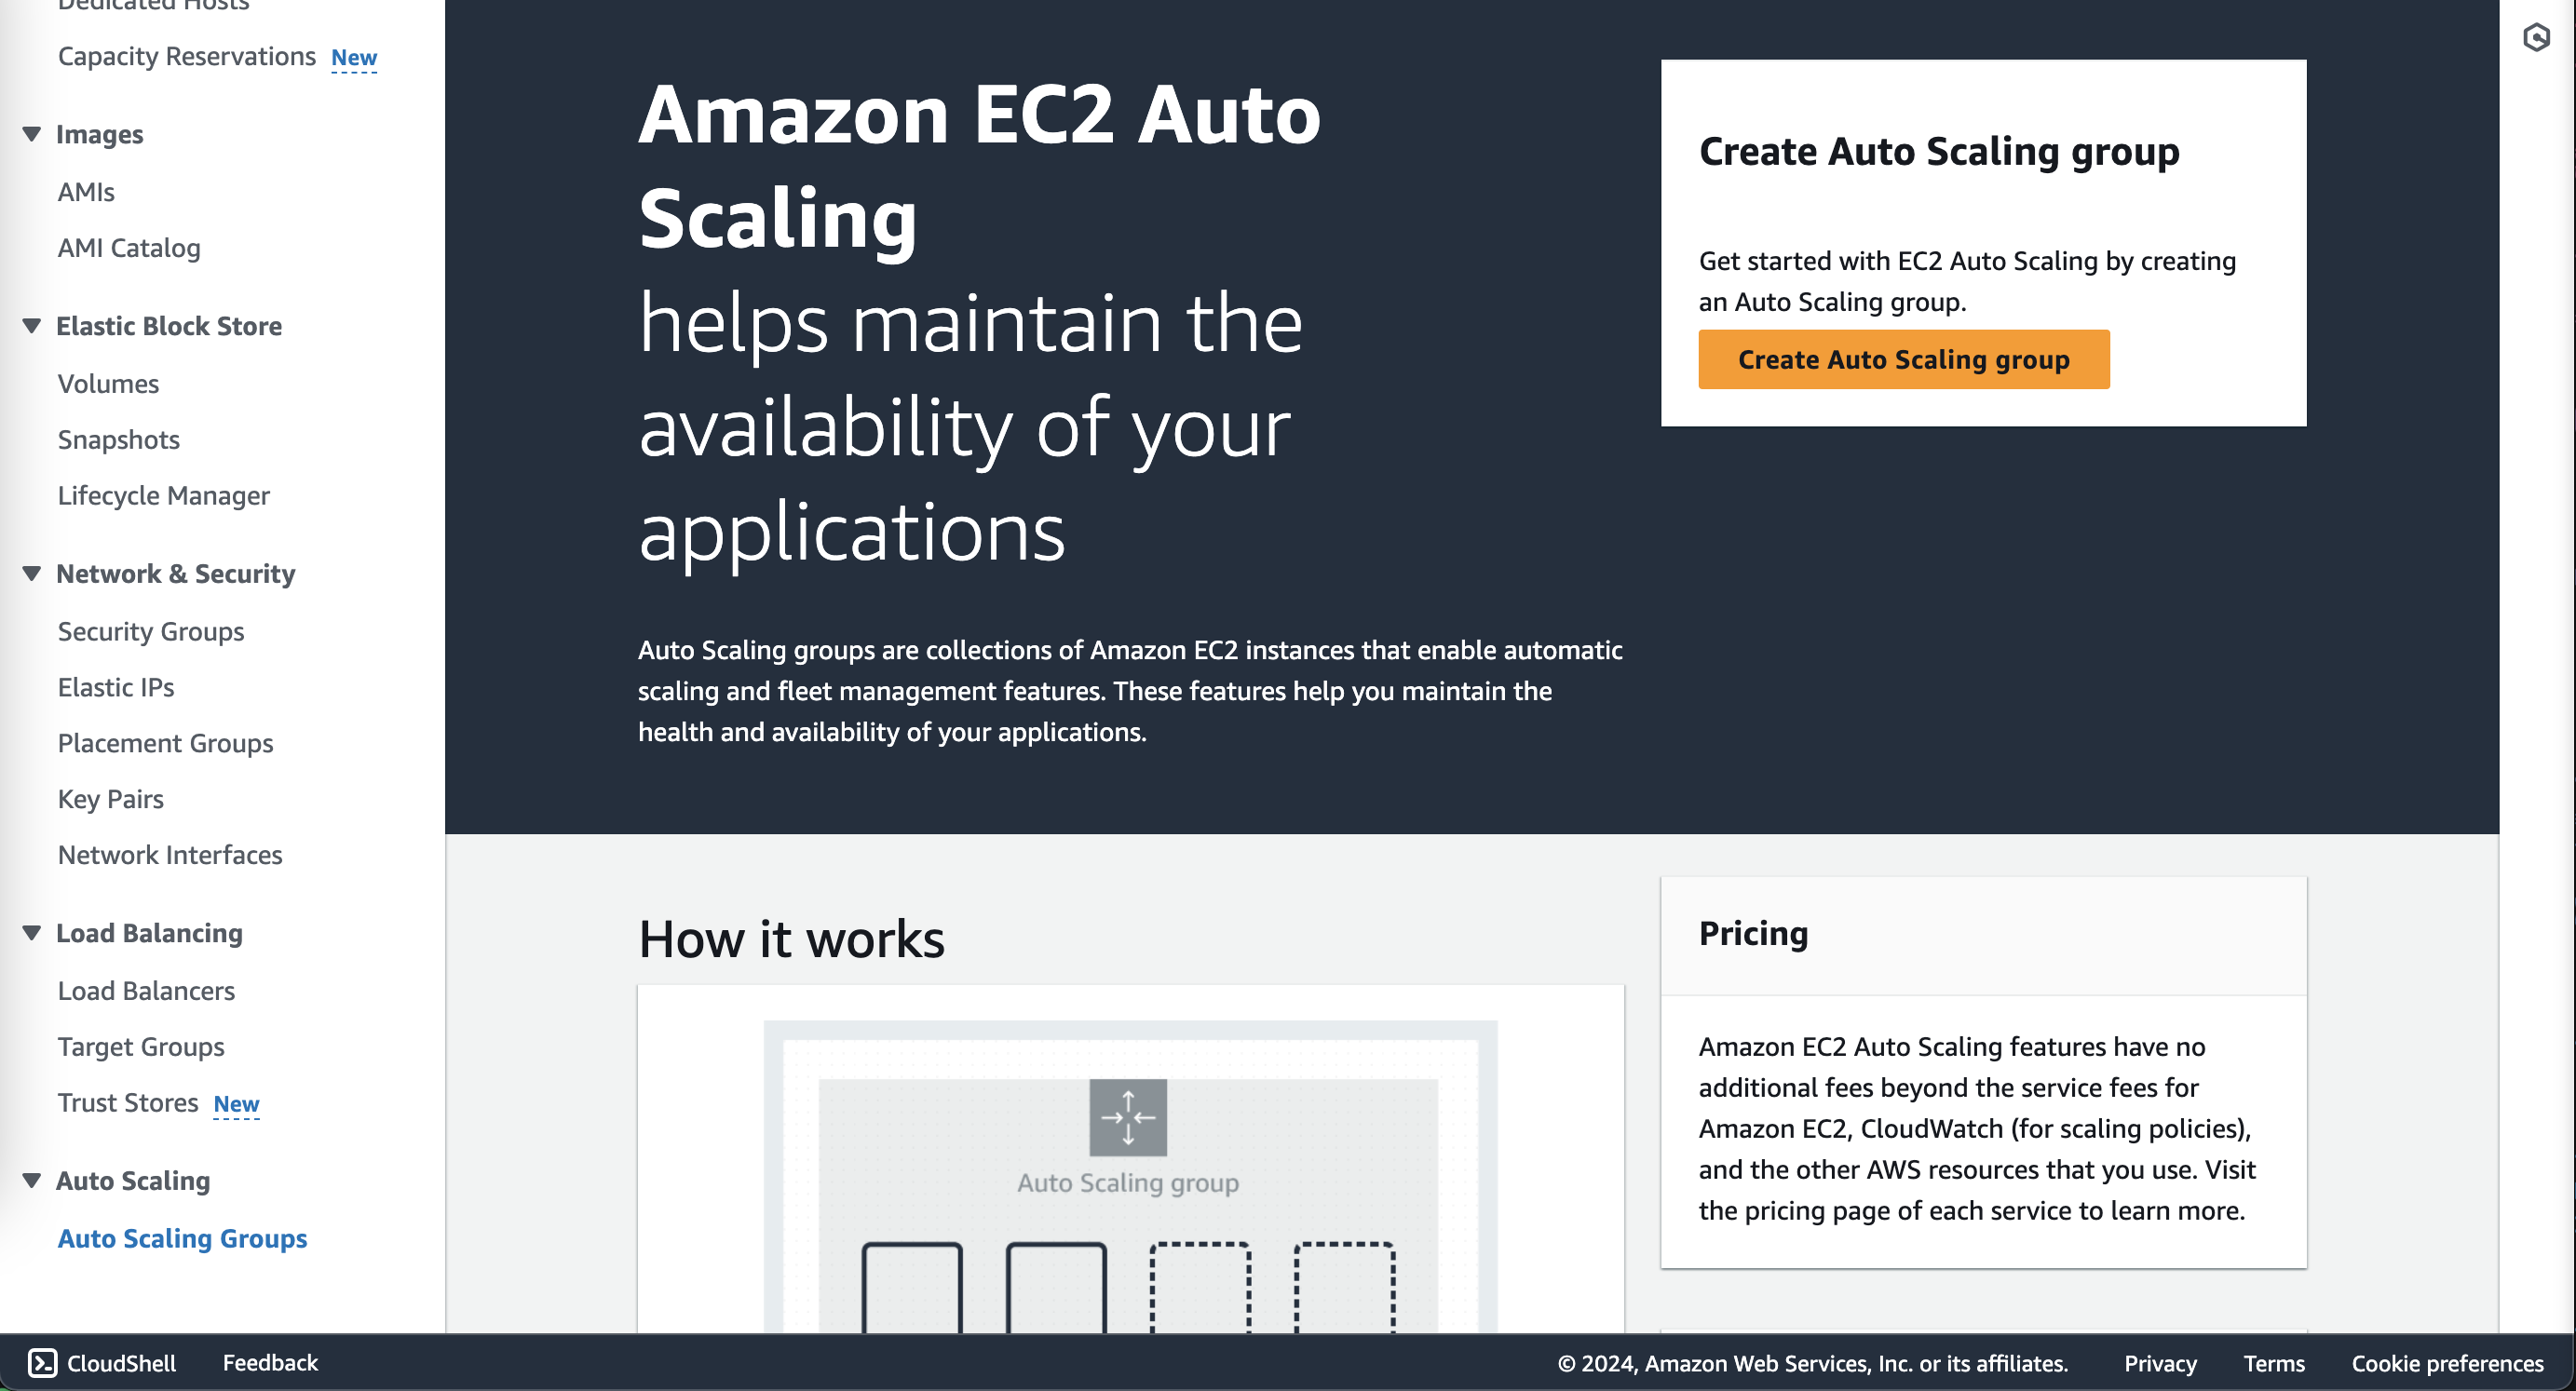 Dedicated Hosts
Capacity Reservations New
Images
AMIs
AMI Catalog
Elastic Block Store
Volumes
Snapshots
Lifecycle Manager
Network & Security
Security Groups
Elastic IPs
Placement Groups
Key Pairs
Network Interfaces
Load Balancing
Load Balancers
Target Groups
Trust Stores New
Auto Scaling
Auto Scaling Groups
Amazon EC2 Auto
Scaling
helps maintain the
availability of your
applications
Auto Scaling groups are collections of Amazon EC2 instances that enable automatic
scaling and fleet management features. These features help you maintain the
health and availability of your applications.
Create Auto Scaling group
Get started with EC2 Auto Scaling by creating
an Auto Scaling group.
Create Auto Scaling group
How it works
Auto Scaling group
Pricing
Amazon EC2 Auto Scaling features have no
additional fees beyond the service fees for
Amazon EC2, CloudWatch (for scaling policies),
and the other AWS resources that you use. Visit
the pricing page of each service to learn more.
CloudShell Feedback © 2024, Amazon Web Services, Inc. or its affiliates. Privacy Terms Cookie preferences